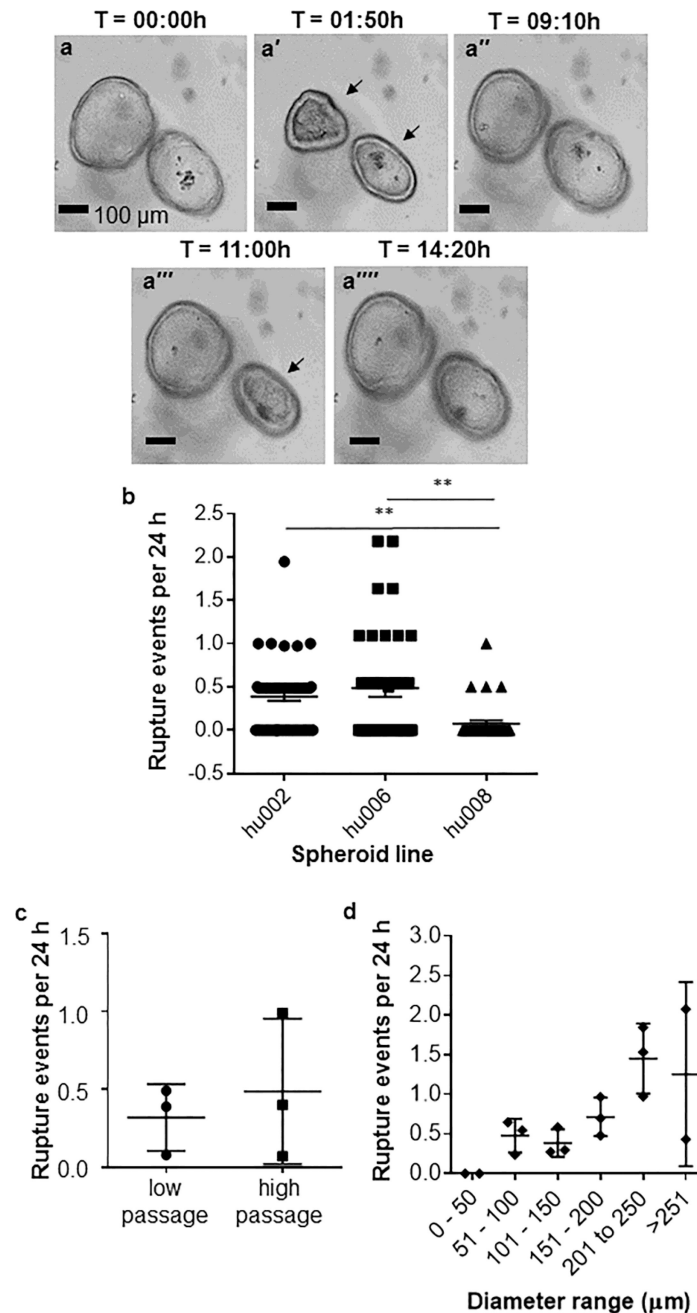 T = 00:00h
T = 01:50h
T = 09:10h
a
a'
a''
100 µm
T = 11:00h
T = 14:20h
a'''
a''''
b
**
**
Rupture events per 24 h
2.5
2.0
1.5
1.0
0.5
0.0
-0.5
hu002
hu006
hu008
Spheroid line
c
Rupture events per 24 h
1.5
1.0
0.5
0.0
low passage
high passage
d
Rupture events per 24 h
3.0
2.5
2.0
1.5
1.0
0.5
0.0
0 - 50
51 - 100
101 - 150
151 - 200
201 to 250
>251
Diameter range (µm)